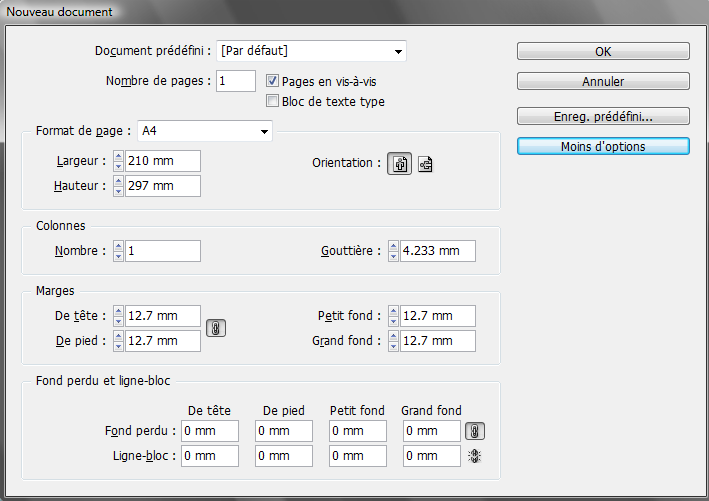 Nouveau document
Document prédéfini : [Par défaut] OK
Nombre de pages : 1 Pages en vis-à-vis Annuler
Bloc de texte type
Enreg. prédéfini...
Format de page : A4
Moins d'options
Largeur : 210 mm Orientation :
Hauteur : 297 mm
Colonnes
Nombre : 1 Gouttière : 4.233 mm
Marges
De tête : 12.7 mm Petit fond : 12.7 mm
De pied : 12.7 mm Grand fond : 12.7 mm
Fond perdu et ligne-bloc
De tête De pied Petit fond Grand fond
Fond perdu : 0 mm 0 mm 0 mm 0 mm
Ligne-bloc : 0 mm 0 mm 0 mm 0 mm